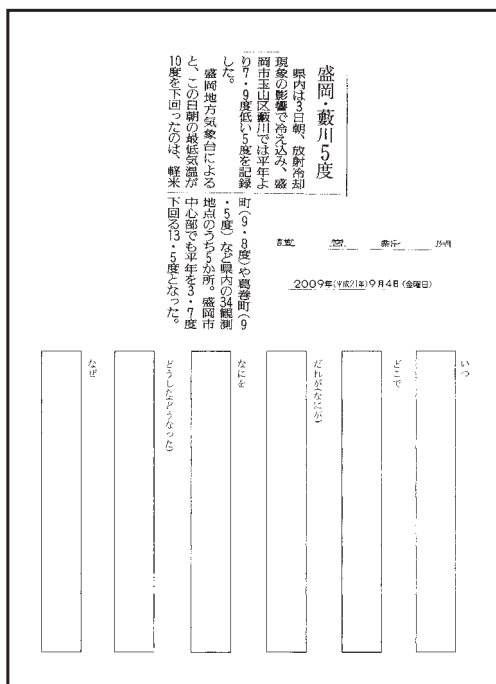 盛岡・藪川5度
県内は3日朝、放射冷却
現象の影響で冷え込み、盛
岡市玉山区藪川では平年よ
り7・9度低い5度を記録
した。
盛岡地方気象台による
と、この日朝の最低気温が
10度を下回ったのは、軽米
町(9・8度)や葛巻町(9
・5度)など県内の34観測
地点のうち5か所。盛岡市
中心部でも平年を3・7度
下回る13・5度となった。
2009年(平成21年)9月4日(金曜日)
いつ
どこで
だれが(なにが)
なにを
どうした(どうなった)
なぜ